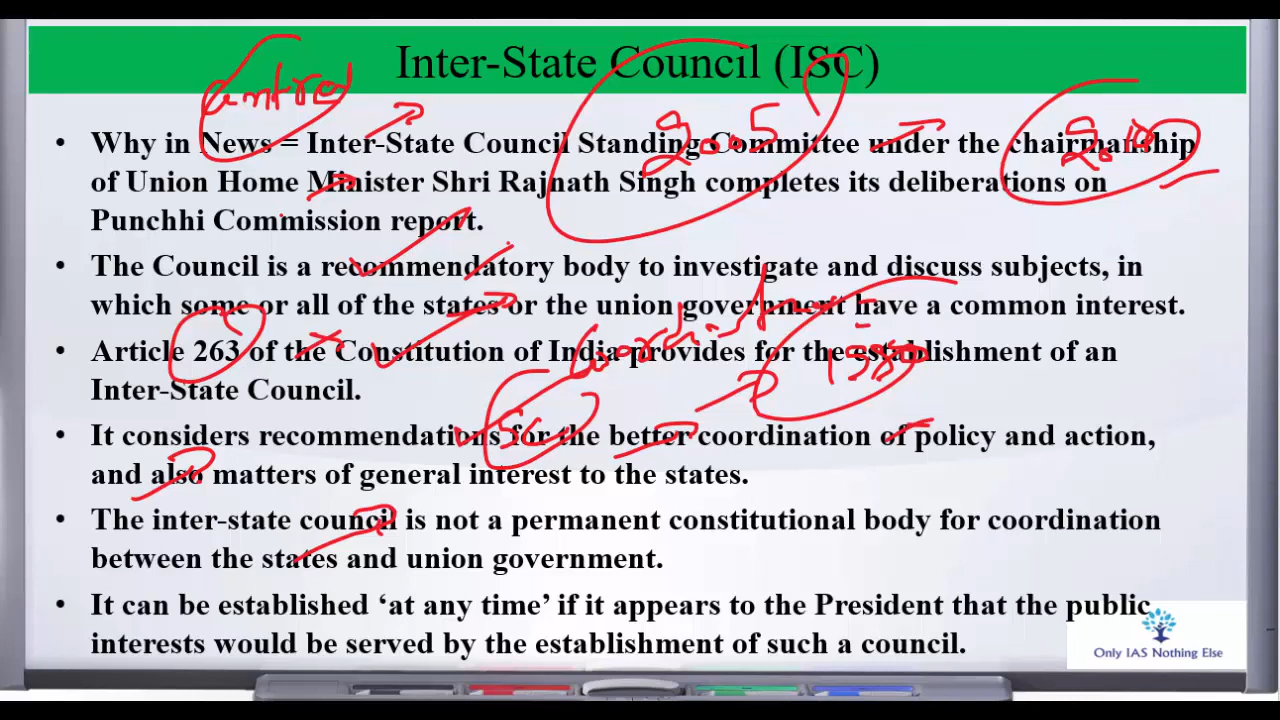 Inter-State Council (ISC)
• Why in News = Inter-State Council Standing Committee under the chairmanship
of Union Home Minister Shri Rajnath Singh completes its deliberations on
Punchhi Commission report.
• The Council is a recommendatory body to investigate and discuss subjects, in
which some or all of the states or the union government have a common interest.
• Article 263 of the Constitution of India provides for the establishment of an
Inter-State Council.
• It considers recommendations for the better coordination of policy and action,
and also matters of general interest to the states.
• The inter-state council is not a permanent constitutional body for coordination
between the states and union government.
• It can be established ‘at any time’ if it appears to the President that the public
interests would be served by the establishment of such a council.
Only IAS Nothing Else
2005
SC